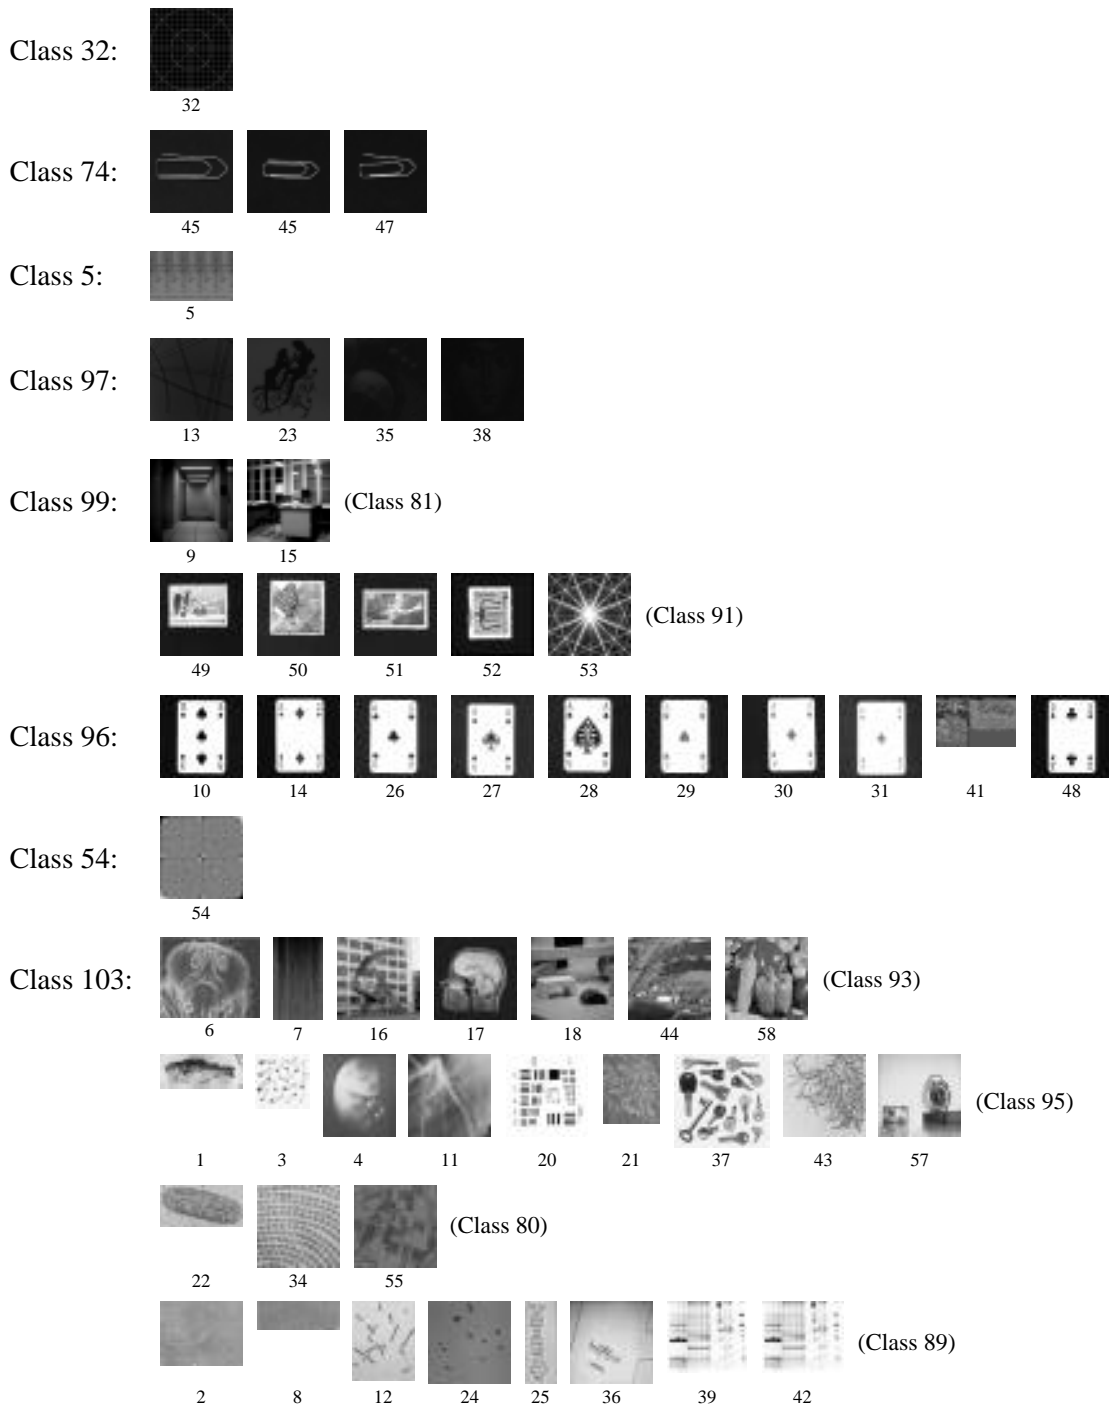 Class 32:
32
Class 74:
45 45 47
Class 5:
5
Class 97:
13 23 35 38
Class 99: (Class 81)
9 15
(Class 91)
49 50 51 52 53
Class 96:
10 14 26 27 28 29 30 31 41 48
Class 54:
54
Class 103: (Class 93)
6 7 16 17 18 44 58
(Class 95)
1 3 4 11 20 21 37 43 57
(Class 80)
22 34 55
(Class 89)
2 8 12 24 25 36 39 42